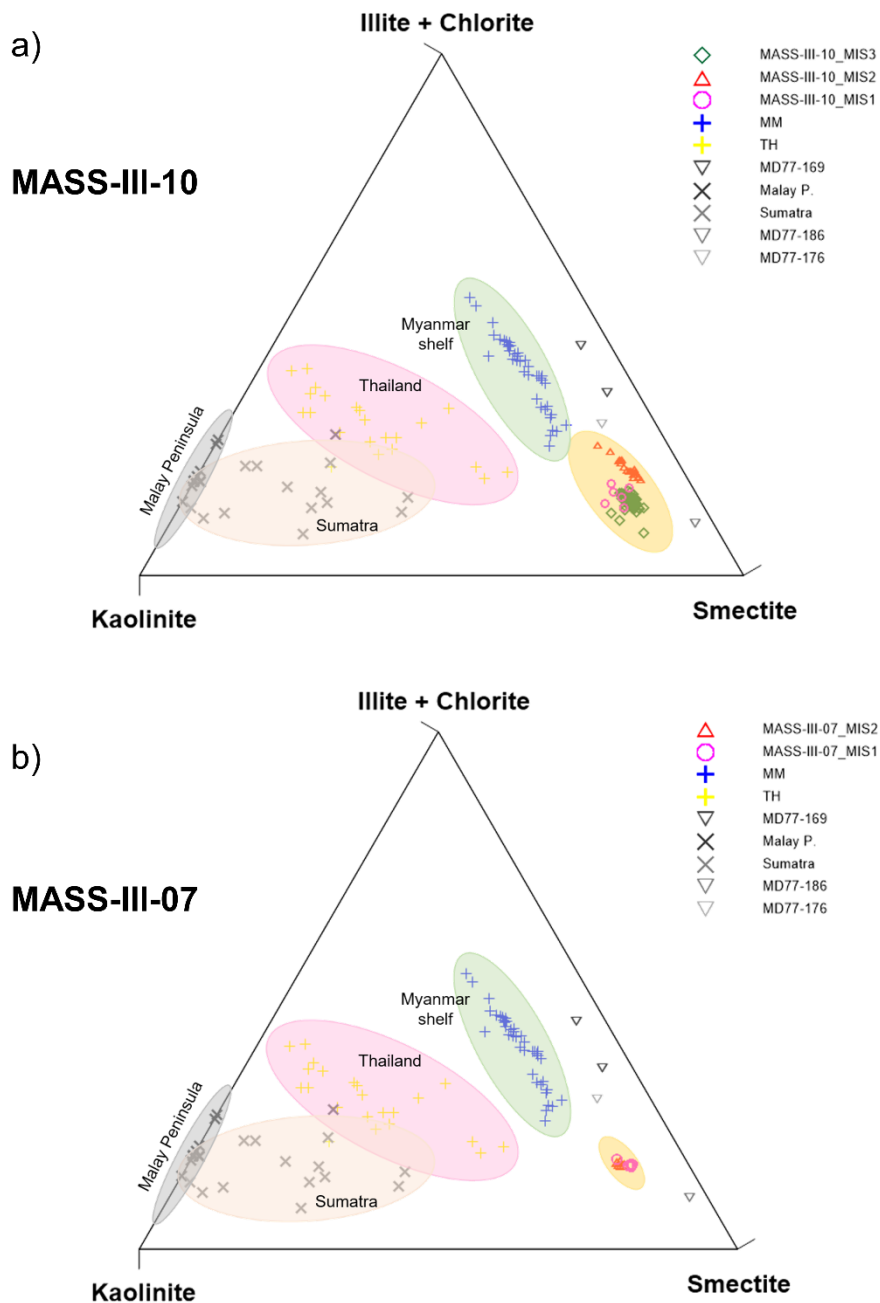 a)
Illite + Chlorite
MASS-III-10
MASS-III-10_MIS3
MASS-III-10_MIS2
MASS-III-10_MIS1
MM
TH
MD77-169
Malay P.
Sumatra
MD77-186
MD77-176
Myanmar
shelf
Thailand
Malay Peninsula
Sumatra
Kaolinite
Smectite
b)
Illite + Chlorite
MASS-III-07
MASS-III-07_MIS2
MASS-III-07_MIS1
MM
TH
MD77-169
Malay P.
Sumatra
MD77-186
MD77-176
Myanmar
shelf
Thailand
Malay Peninsula
Sumatra
Kaolinite
Smectite